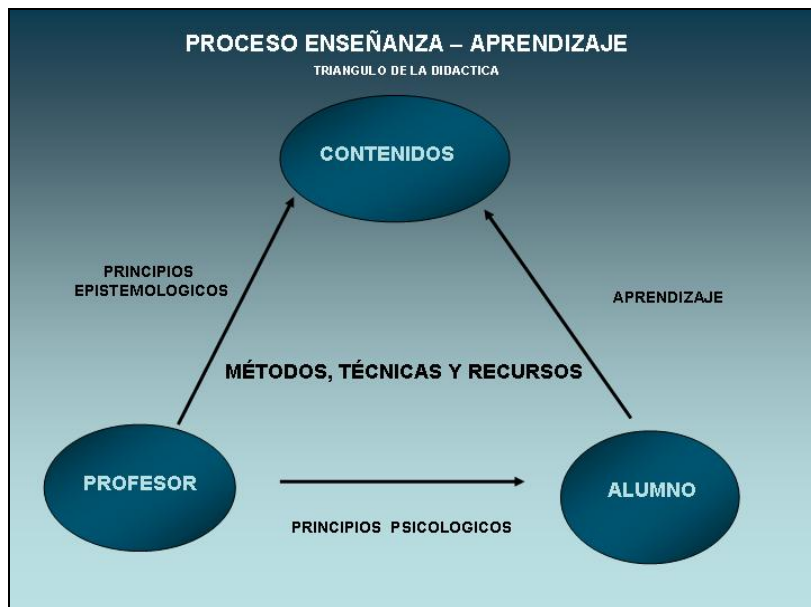 PROCESO ENSEÑANZA – APRENDIZAJE
TRIANGULO DE LA DIDACTICA
CONTENIDOS
PRINCIPIOS
EPISTEMOLOGICOS
APRENDIZAJE
MÉTODOS, TÉCNICAS Y RECURSOS
PROFESOR
ALUMNO
PRINCIPIOS PSICOLOGICOS